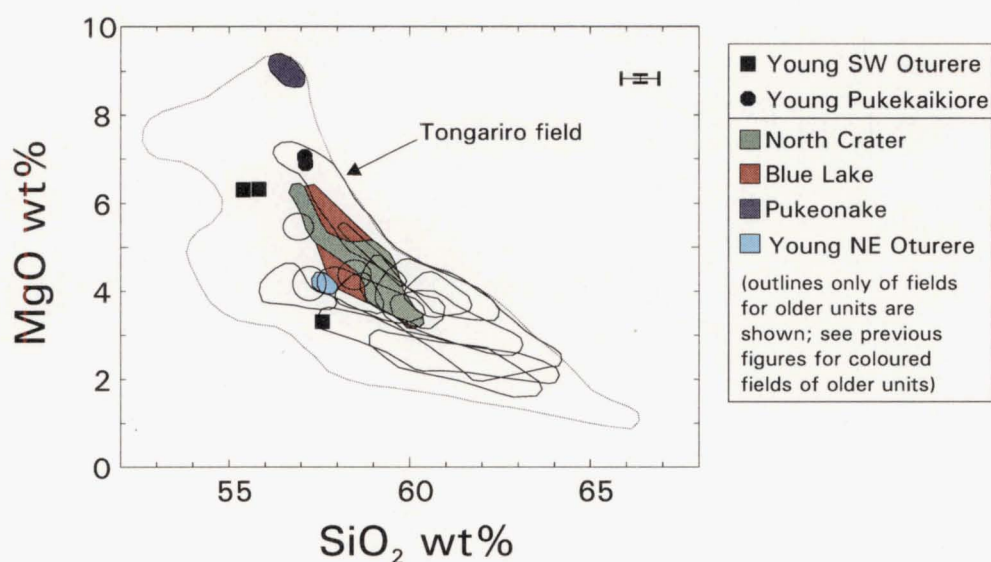 10
8
6
4
2
0
MgO wt%
55
60
65
SiO₂ wt%
Tongariro field
Young SW Oturere
Young Pukekaikiore
North Crater
Blue Lake
Pukeonake
Young NE Oturere
(outlines only of fields
for older units are
shown; see previous
figures for coloured
fields of older units)